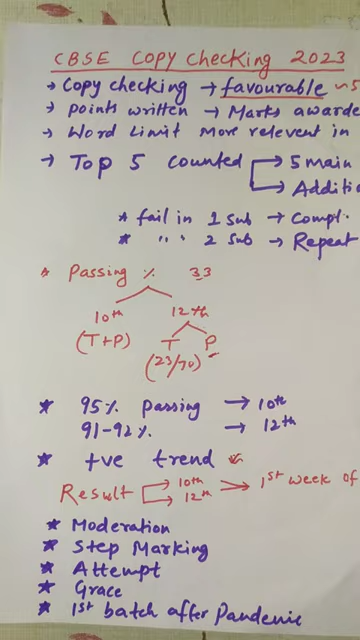 CBSE Copy Checking 2023
→ Copy checking → favourable ~5
→ Points written → Marks awarde
→ Word Limit More relevent in
→ Top 5 counted → 5 main
→ Additio
* fail in 1 sub → Compt.
* " " 2 sub → Repeat
* Passing % 33
10th 12th
(T+P) T P
(23/70)
* 95% Passing → 10th
91-92% → 12th
* +ve trend
Result → 10th → 12th → 1st week of
* Moderation
* Step Marking
* Attempt
* Grace
* 1st batch after Pandemic